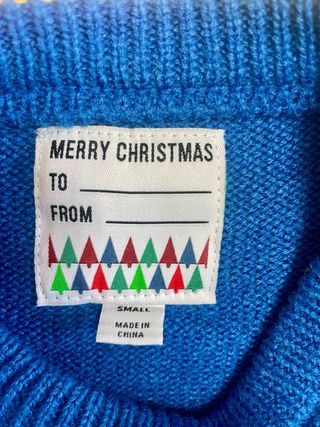 MERRY CHRISTMAS
TO
FROM
SMALL
MADE IN
CHINA